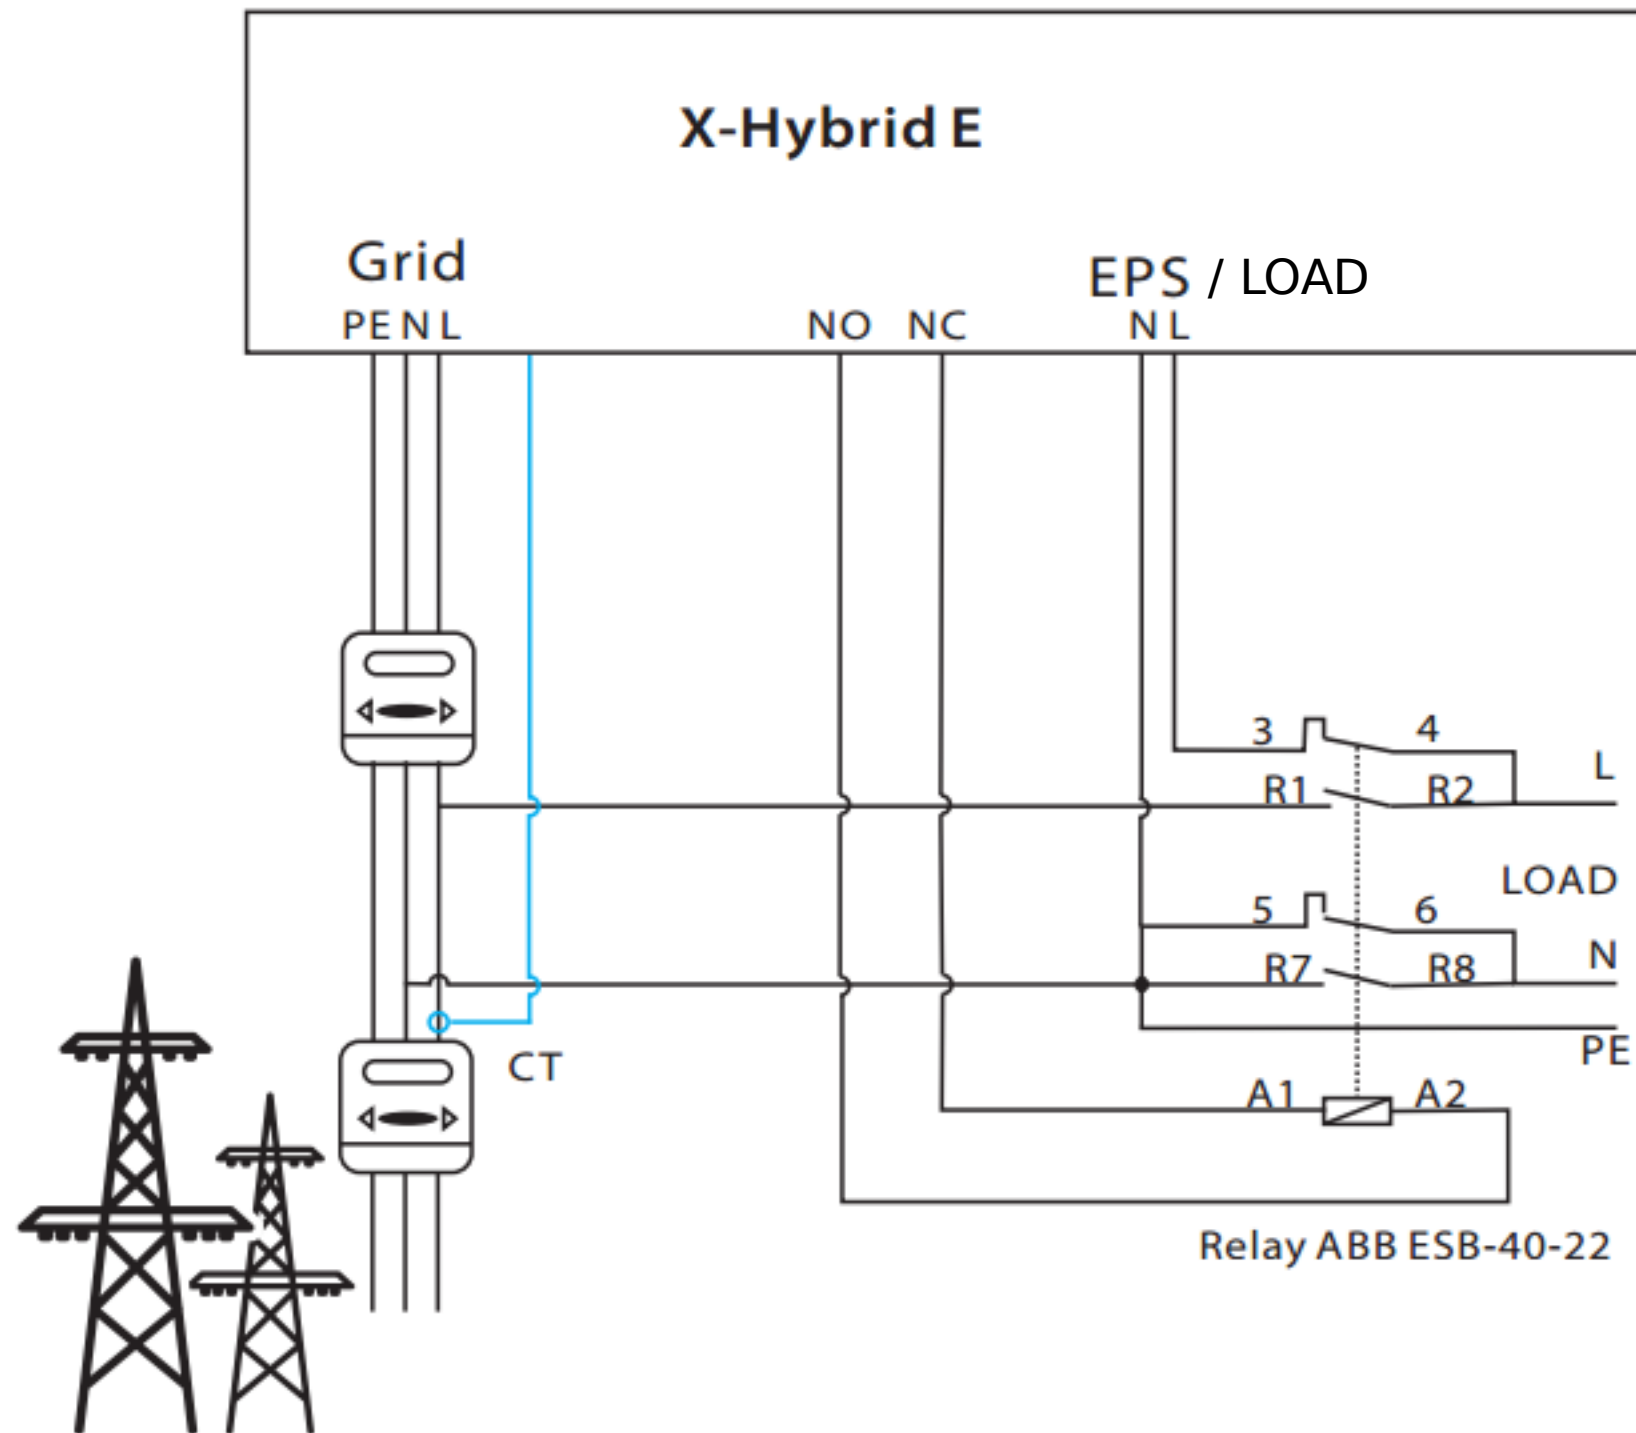 X-Hybrid E
Grid
EPS / LOAD
PE N L
NO NC
N L
3 4
L
R1 R2
LOAD
5 6
N
R7 R8
PE
CT
A1 A2
Relay ABB ESB-40-22